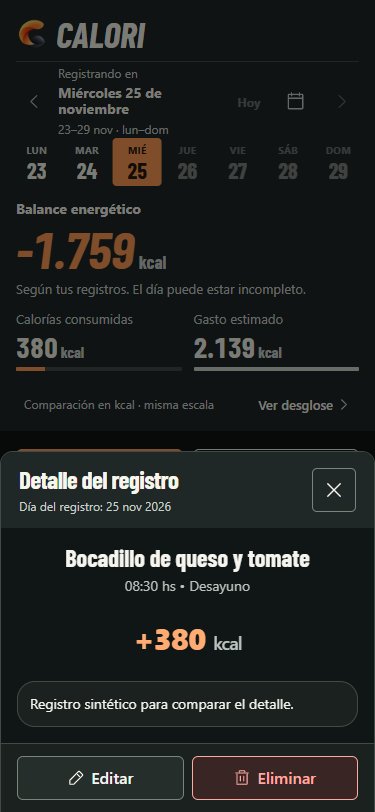 CALORI
Registrando en
Miércoles 25 de
noviembre
23–29 nov · lun–dom
Hoy
LUN MAR MIÉ JUE VIE SÁB DOM
23 24 25 26 27 28 29
Balance energético
-1.759 kcal
Según tus registros. El día puede estar incompleto.
Calorías consumidas Gasto estimado
380 kcal 2.139 kcal
Comparación en kcal · misma escala Ver desglose
Detalle del registro
Día del registro: 25 nov 2026
Bocadillo de queso y tomate
08:30 hs • Desayuno
+380 kcal
Registro sintético para comparar el detalle.
Editar Eliminar